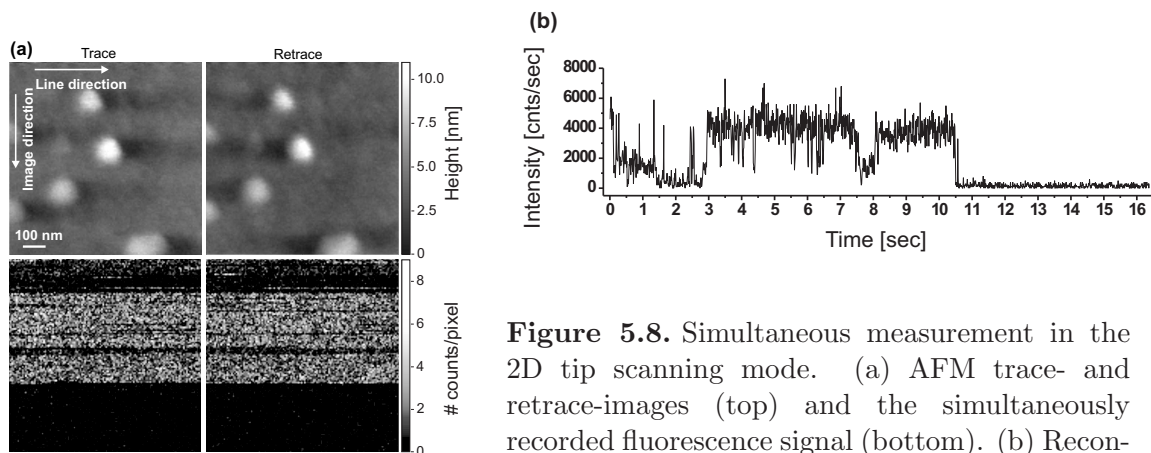 (a)
Trace
Retrace
Line direction
Image direction
100 nm
10.0
7.5
5.0
2.5
0
Height [nm]
8
6
4
2
0
# counts/pixel
(b)
Intensity [cnts/sec]
8000
6000
4000
2000
0
0 1 2 3 4 5 6 7 8 9 10 11 12 13 14 15 16
Time [sec]
Figure 5.8. Simultaneous measurement in the
2D tip scanning mode. (a) AFM trace- and
retrace-images (top) and the simultaneously
recorded fluorescence signal (bottom). (b) Recon-